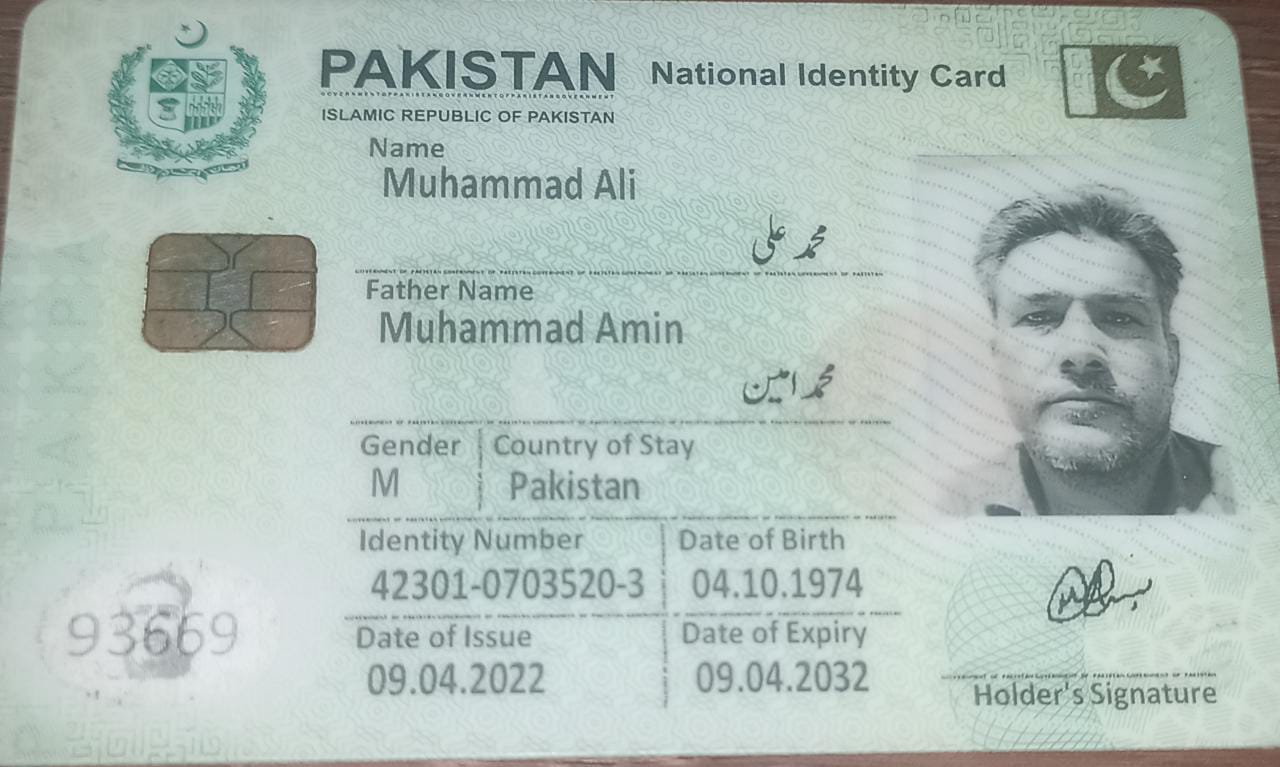 PAKISTAN National Identity Card
ISLAMIC REPUBLIC OF PAKISTAN
Name
Muhammad Ali
محمد علی
Father Name
Muhammad Amin
محمد امین
Gender Country of Stay
M Pakistan
Identity Number Date of Birth
42301-0703520-3 04.10.1974
Date of Issue Date of Expiry
09.04.2022 09.04.2032
93669
Holder's Signature